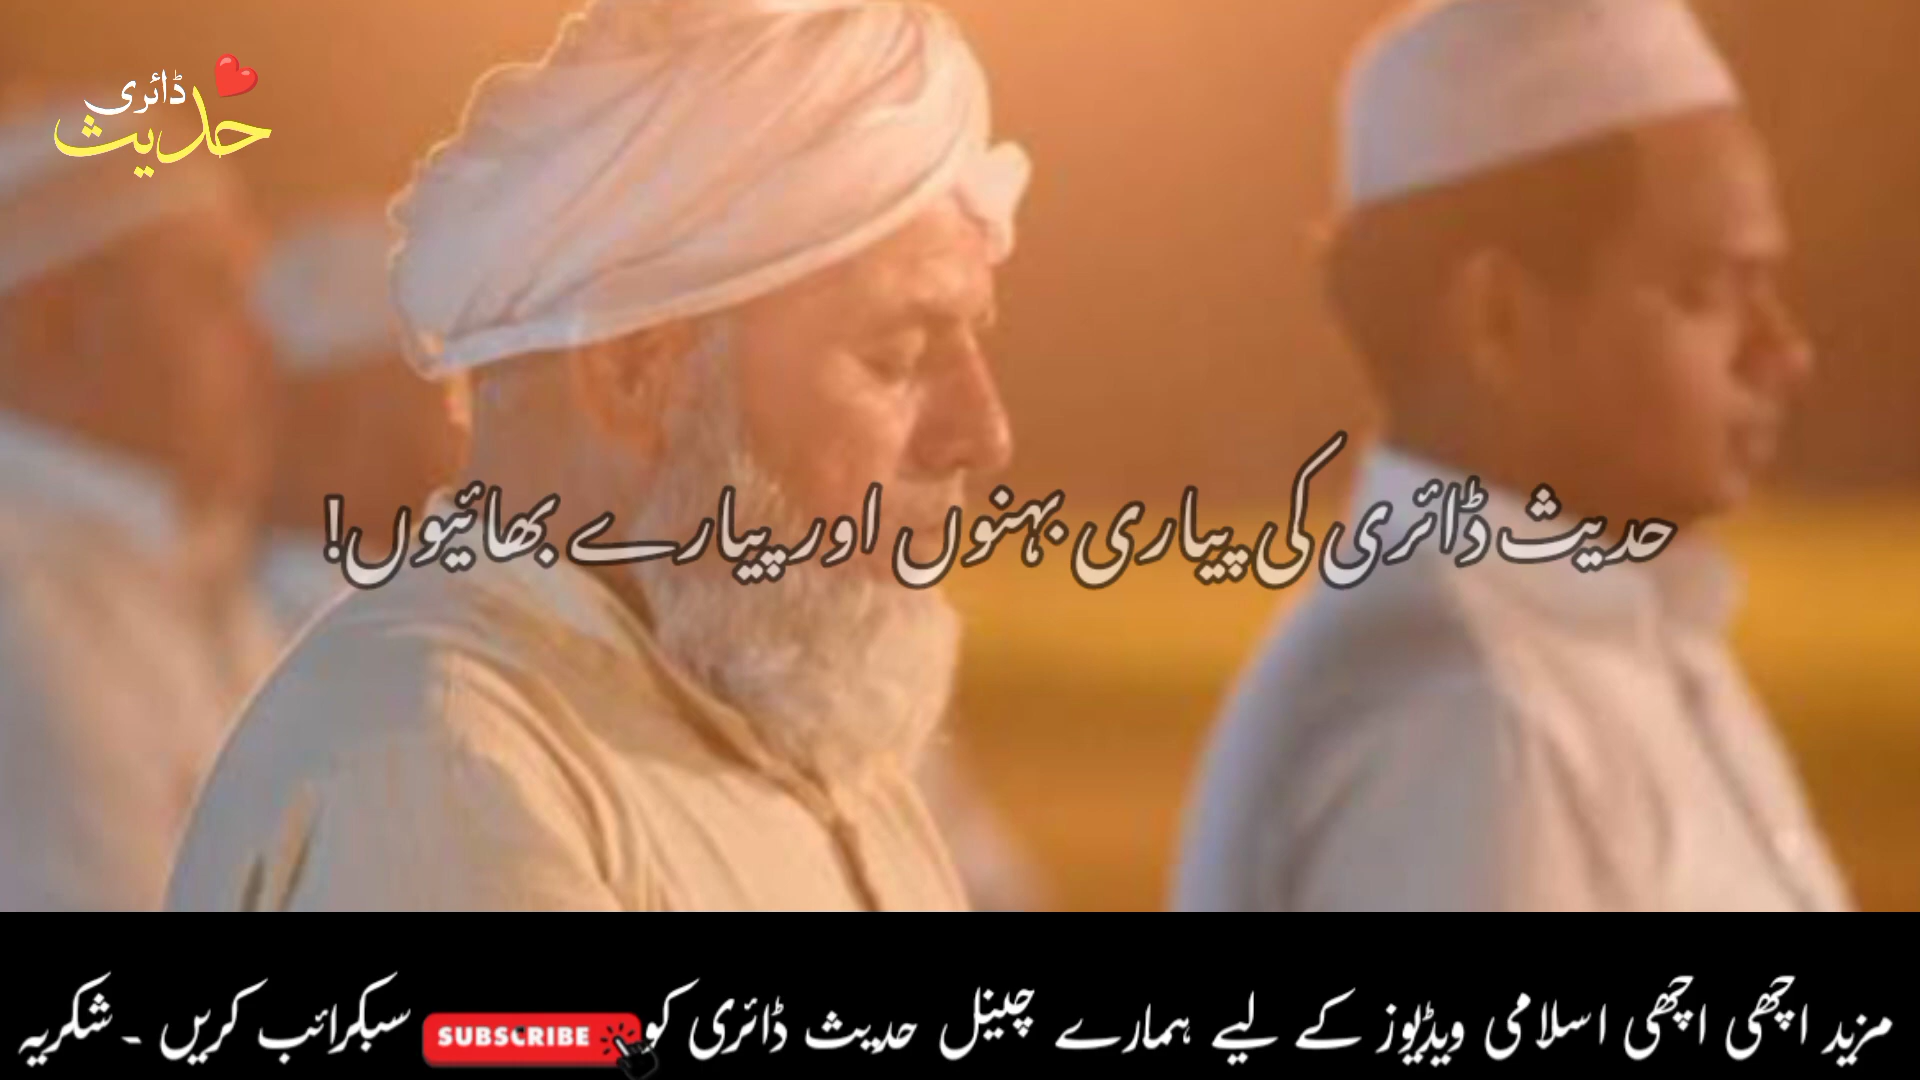 ڈائری
حدیث
حدیث ڈائری کی پیاری بہنوں اور پیارے بھائیوں!
مزید اچھی اچھی اسلامی ویڈیوز کے لیے ہمارے چینل حدیث ڈائری کو SUBSCRIBE سبکرائب کریں ۔ شکریہ